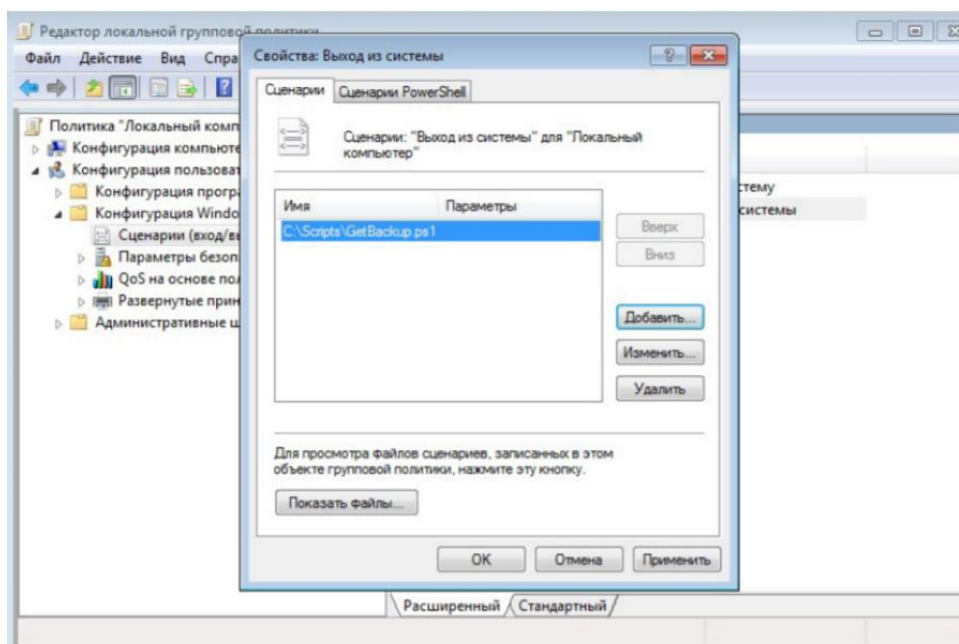 Редактор локальной групповой политики
Файл Действие Вид Спра
Политика "Локальный комп
Конфигурация компьюте
Конфигурация пользоват
Конфигурация програ
Конфигурация Windo
Сценарии (вход/вы
Параметры безоп
QoS на основе пол
Развернутые прин
Административные ш
Свойства: Выход из системы
Сценарии Сценарии PowerShell
Сценарии: "Выход из системы" для "Локальный
компьютер"
Имя Параметры
C:\Scripts\GetBackup.ps1
Вверх
Вниз
Добавить...
Изменить...
Удалить
Для просмотра файлов сценариев, записанных в этом
объекте групповой политики, нажмите эту кнопку.
Показать файлы...
OK Отмена Применить
стему
системы
Расширенный Стандартный